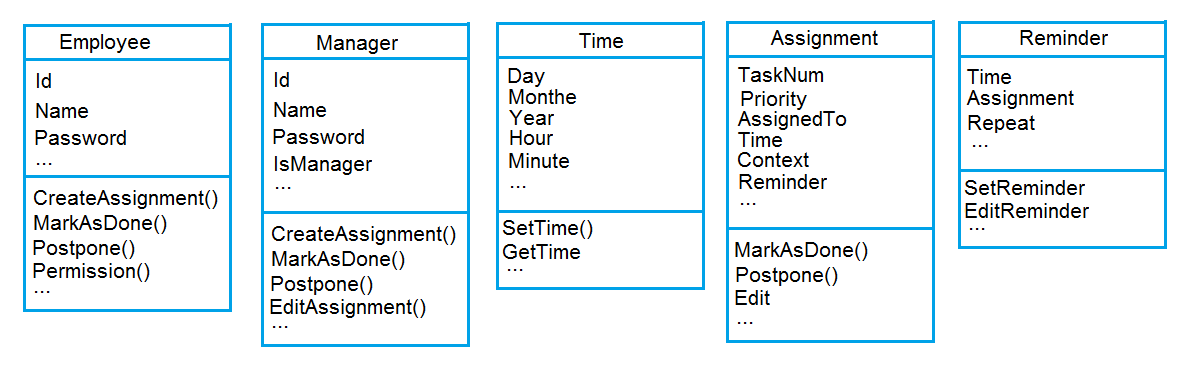 Employee
Id
Name
Password
...
CreateAssignment()
MarkAsDone()
Postpone()
Permission()
...
Manager
Id
Name
Password
IsManager
...
CreateAssignment()
MarkAsDone()
Postpone()
EditAssignment()
...
Time
Day
Monthe
Year
Hour
Minute
...
SetTime()
GetTime
...
Assignment
TaskNum
Priority
AssignedTo
Time
Context
Reminder
...
MarkAsDone()
Postpone()
Edit
...
Reminder
Time
Assignment
Repeat
...
SetReminder
EditReminder
...